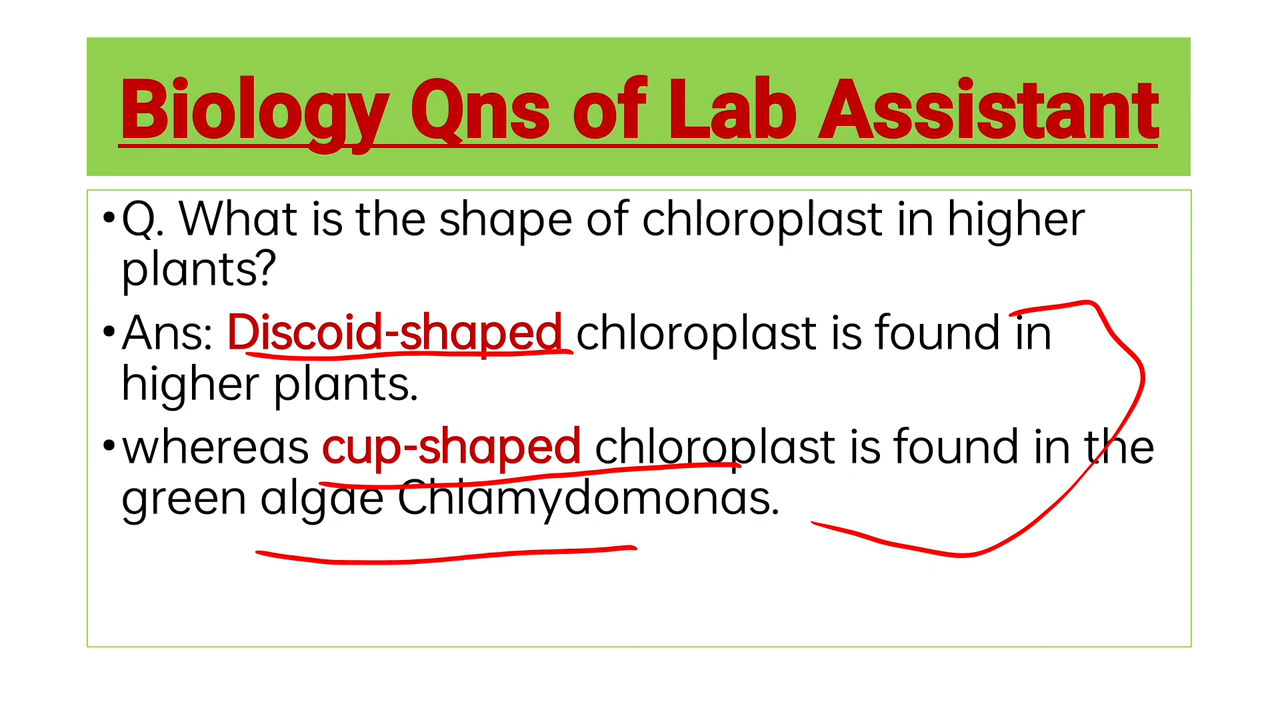 Biology Qns of Lab Assistant
•Q. What is the shape of chloroplast in higher
plants?
•Ans: Discoid-shaped chloroplast is found in
higher plants.
•whereas cup-shaped chloroplast is found in the
green algae Chlamydomonas.